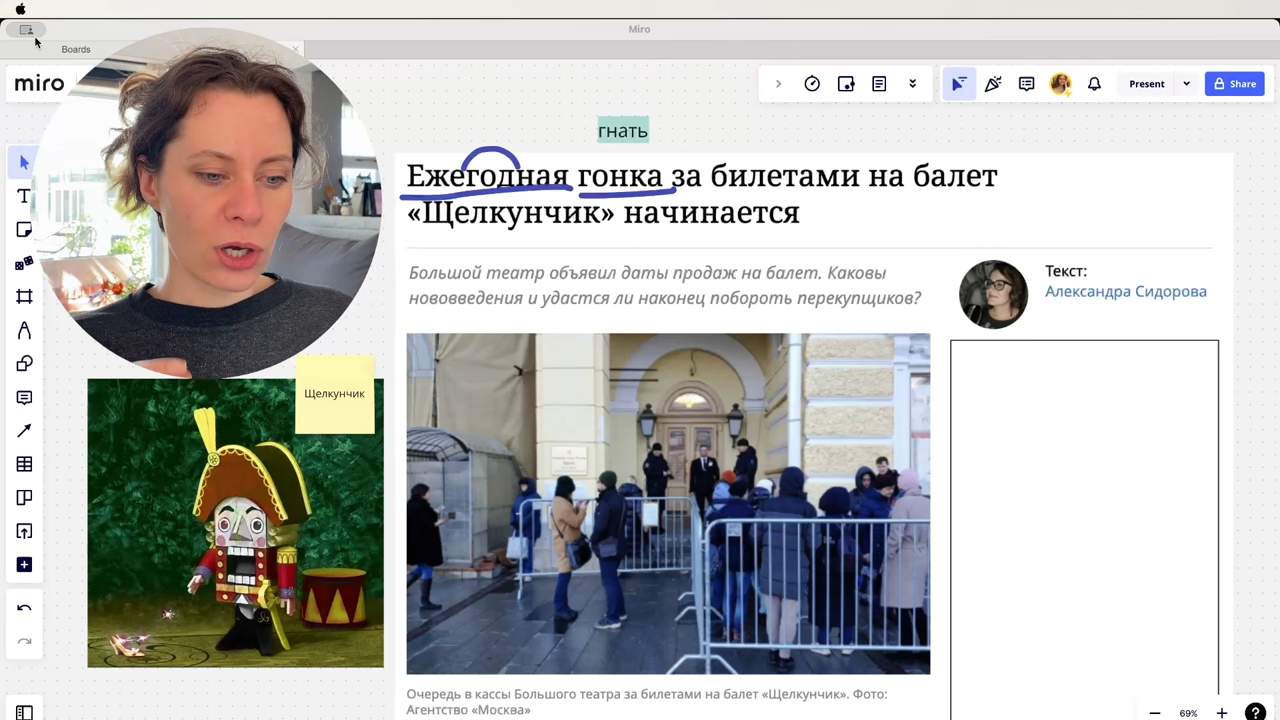 Miro
Boards
miro
Present
Share
гнать
Ежегодная гонка за билетами на балет
«Щелкунчик» начинается
Большой театр объявил даты продаж на балет. Каковы
нововведения и удастся ли наконец побороть перекупщиков?
Текст:
Александра Сидорова
Щелкунчик
Очередь в кассы Большого театра за билетами на балет «Щелкунчик». Фото:
Агентство «Москва»
69%